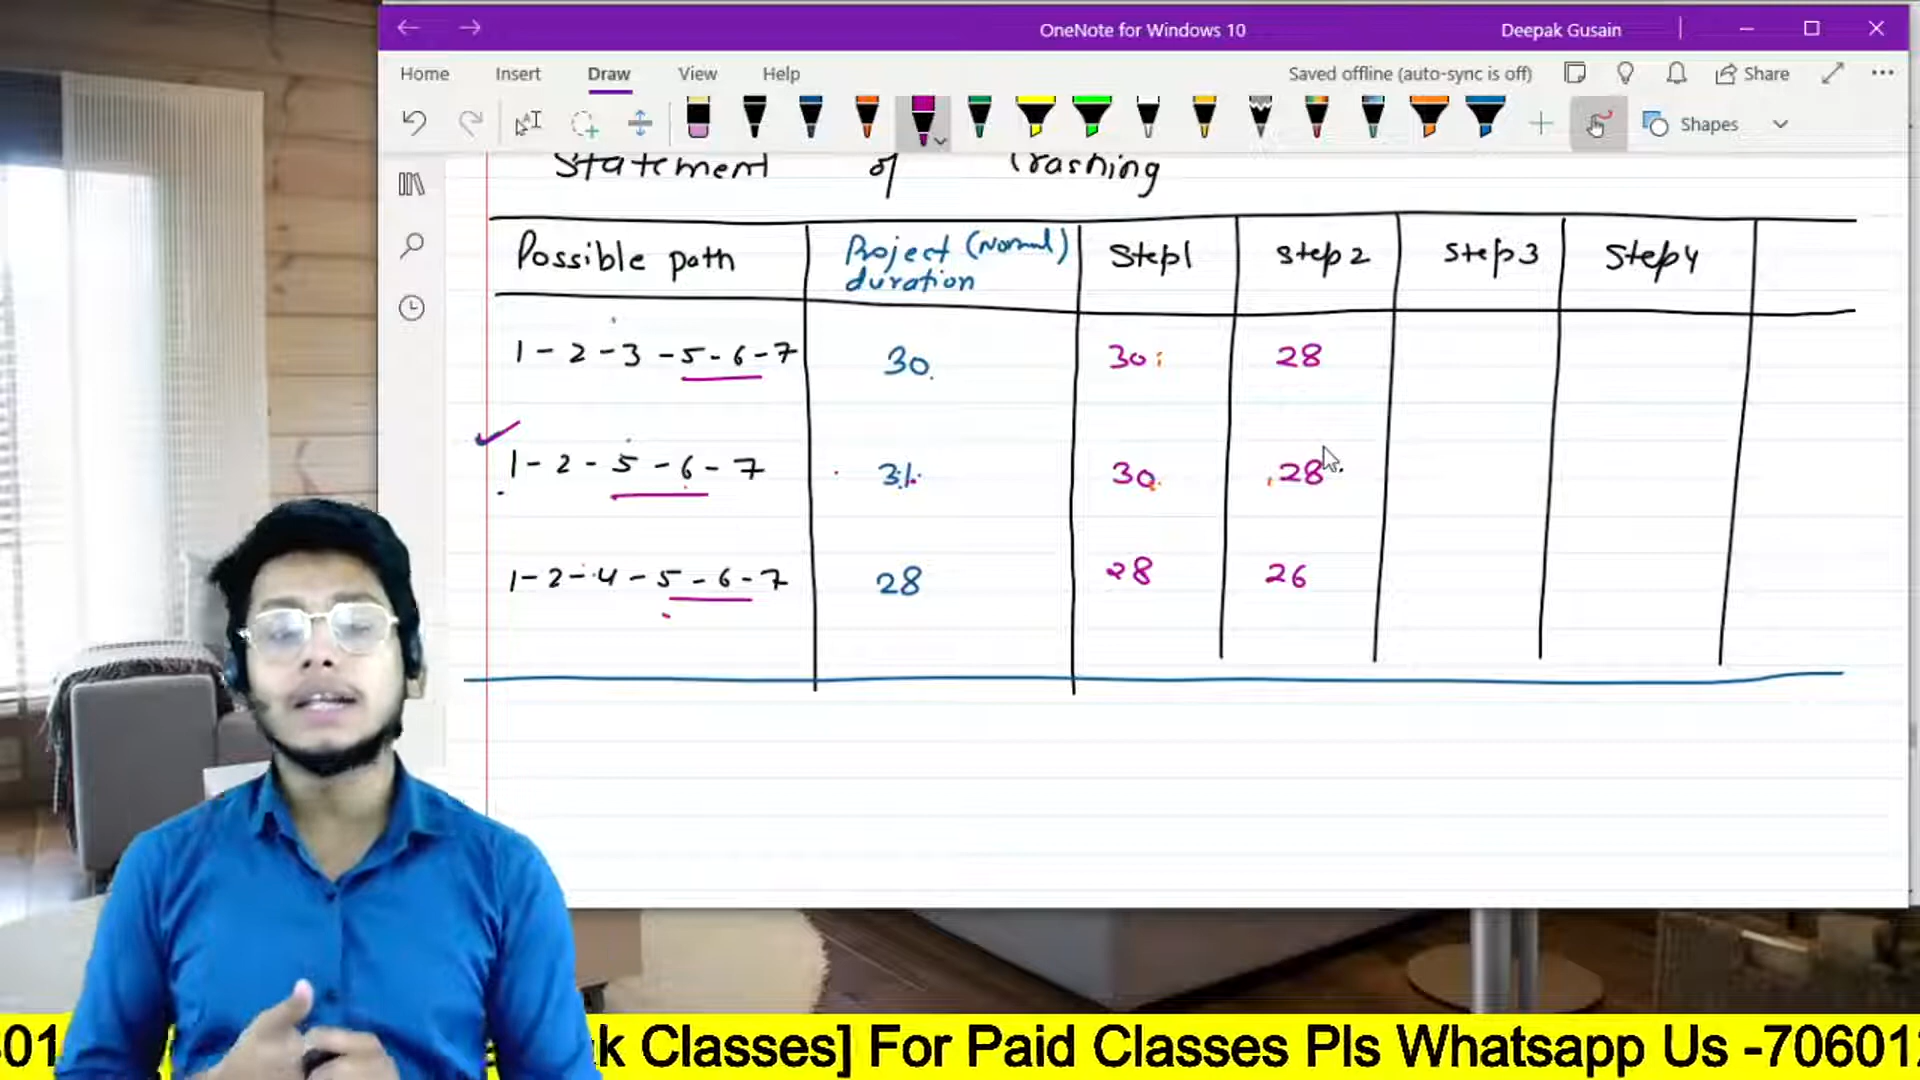 OneNote for Windows 10 Deepak Gusain
Home Insert Draw View Help Saved offline (auto-sync is off) Share
Shapes
Statement of Crashing
Possible path Project (Normal) duration Step1 Step2 Step3 Step4
1-2-3-5-6-7 30 30 28
1-2-5-6-7 31 30 28
1-2-4-5-6-7 28 28 26
k Classes] For Paid Classes Pls Whatsapp Us -70601